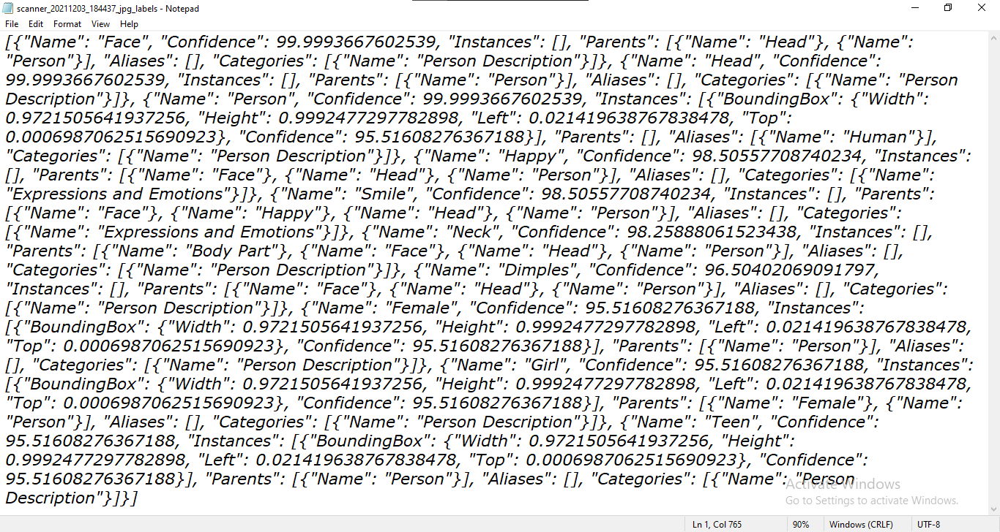 scanner_20211203_184437_jpg_labels - Notepad
File Edit Format View Help
[{"Name": "Face", "Confidence": 99.9993667602539, "Instances": [], "Parents": [{"Name": "Head"}, {"Name":
"Person"}], "Aliases": [], "Categories": [{"Name": "Person Description"}]}, {"Name": "Head", "Confidence":
99.9993667602539, "Instances": [], "Parents": [{"Name": "Person"}], "Aliases": [], "Categories": [{"Name": "Person
Description"}]}, {"Name": "Person", "Confidence": 99.9993667602539, "Instances": [{"BoundingBox": {"Width":
0.9721505641937256, "Height": 0.9992477297782898, "Left": 0.021419638767838478, "Top":
0.0006987062515690923}, "Confidence": 95.51608276367188}], "Parents": [], "Aliases": [{"Name": "Human"}],
"Categories": [{"Name": "Person Description"}]}, {"Name": "Happy", "Confidence": 98.50557708740234, "Instances":
[], "Parents": [{"Name": "Face"}, {"Name": "Head"}, {"Name": "Person"}], "Aliases": [], "Categories": [{"Name":
"Expressions and Emotions"}]}, {"Name": "Smile", "Confidence": 98.50557708740234, "Instances": [], "Parents":
[{"Name": "Face"}, {"Name": "Happy"}, {"Name": "Head"}, {"Name": "Person"}], "Aliases": [], "Categories":
[{"Name": "Expressions and Emotions"}]}, {"Name": "Neck", "Confidence": 98.25888061523438, "Instances": [],
"Parents": [{"Name": "Body Part"}, {"Name": "Face"}, {"Name": "Head"}, {"Name": "Person"}], "Aliases": [],
"Categories": [{"Name": "Person Description"}]}, {"Name": "Dimples", "Confidence": 96.50402069091797,
"Instances": [], "Parents": [{"Name": "Face"}, {"Name": "Head"}, {"Name": "Person"}], "Aliases": [], "Categories":
[{"Name": "Person Description"}]}, {"Name": "Female", "Confidence": 95.51608276367188, "Instances":
[{"BoundingBox": {"Width": 0.9721505641937256, "Height": 0.9992477297782898, "Left": 0.021419638767838478,
"Top": 0.0006987062515690923}, "Confidence": 95.51608276367188}], "Parents": [{"Name": "Person"}], "Aliases":
[], "Categories": [{"Name": "Person Description"}]}, {"Name": "Girl", "Confidence": 95.51608276367188, "Instances":
[{"BoundingBox": {"Width": 0.9721505641937256, "Height": 0.9992477297782898, "Left": 0.021419638767838478,
"Top": 0.0006987062515690923}, "Confidence": 95.51608276367188}], "Parents": [{"Name": "Female"}, {"Name":
"Person"}], "Aliases": [], "Categories": [{"Name": "Person Description"}]}, {"Name": "Teen", "Confidence":
95.51608276367188, "Instances": [{"BoundingBox": {"Width": 0.9721505641937256, "Height":
0.9992477297782898, "Left": 0.021419638767838478, "Top": 0.0006987062515690923}, "Confidence":
95.51608276367188}], "Parents": [{"Name": "Person"}], "Aliases": [], "Categories": [{"Name": "Person
Description"}]}]
Activate Windows
Go to Settings to activate Windows.
Ln 1, Col 765 90% Windows (CRLF) UTF-8